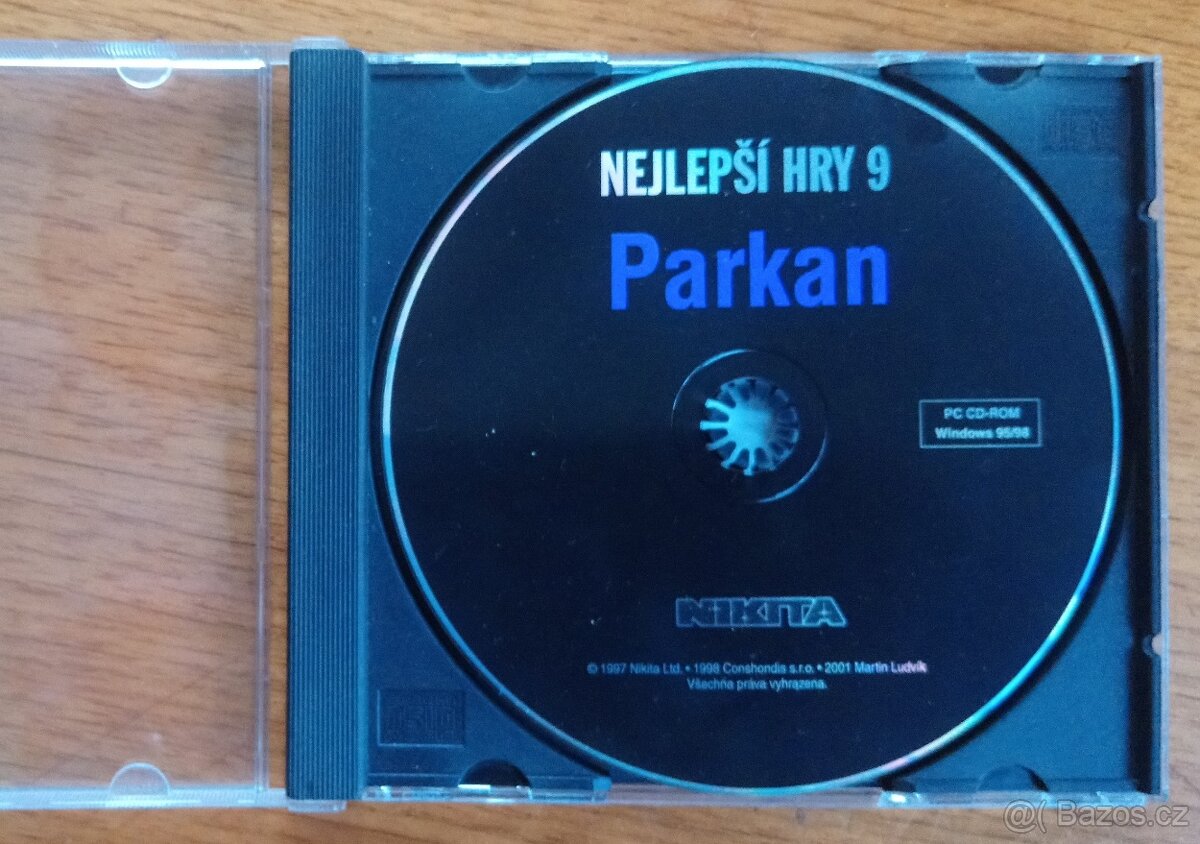 NEJLEPŠÍ HRY 9
Parkan
PC CD-ROM
Windows 95/98
NIKITA
© 1997 Nikita Ltd. • 1998 Conshondis s.r.o. • 2001 Martin Ludvík
Všechna práva vyhrazena.
@( Bazos.cz